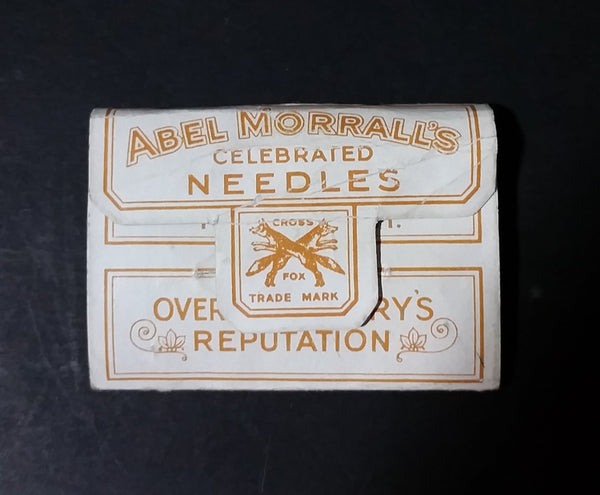 ABEL MORRALL'S
CELEBRATED
NEEDLES
CROSS
FOX
TRADE MARK
OVER RY'S
REPUTATION